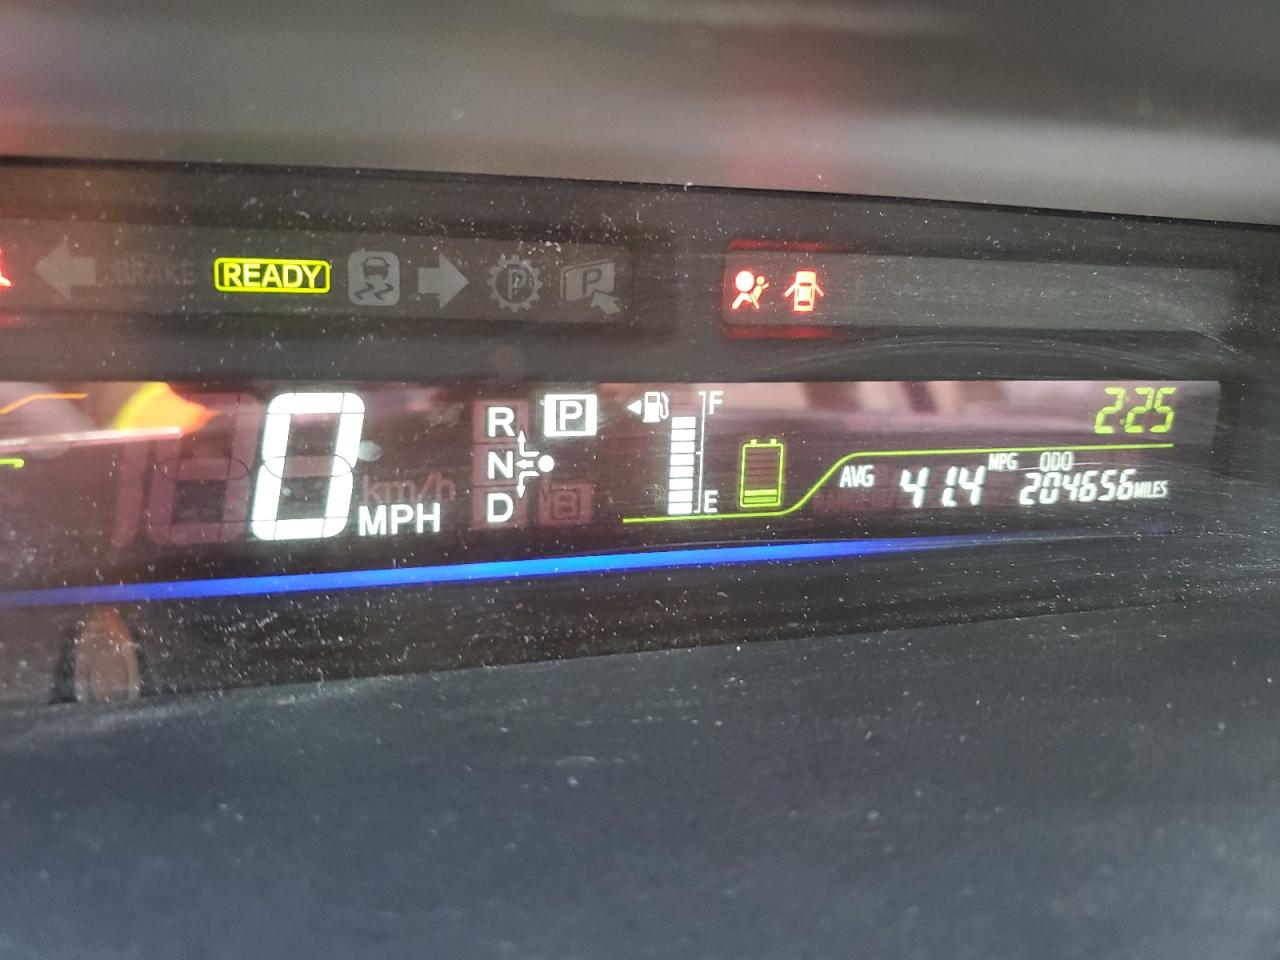 BRAKE READY P P
2:25
0 km/h MPH
R P
N
D B
F
E
AVG 41.4 MPG ODO 204656 MILES